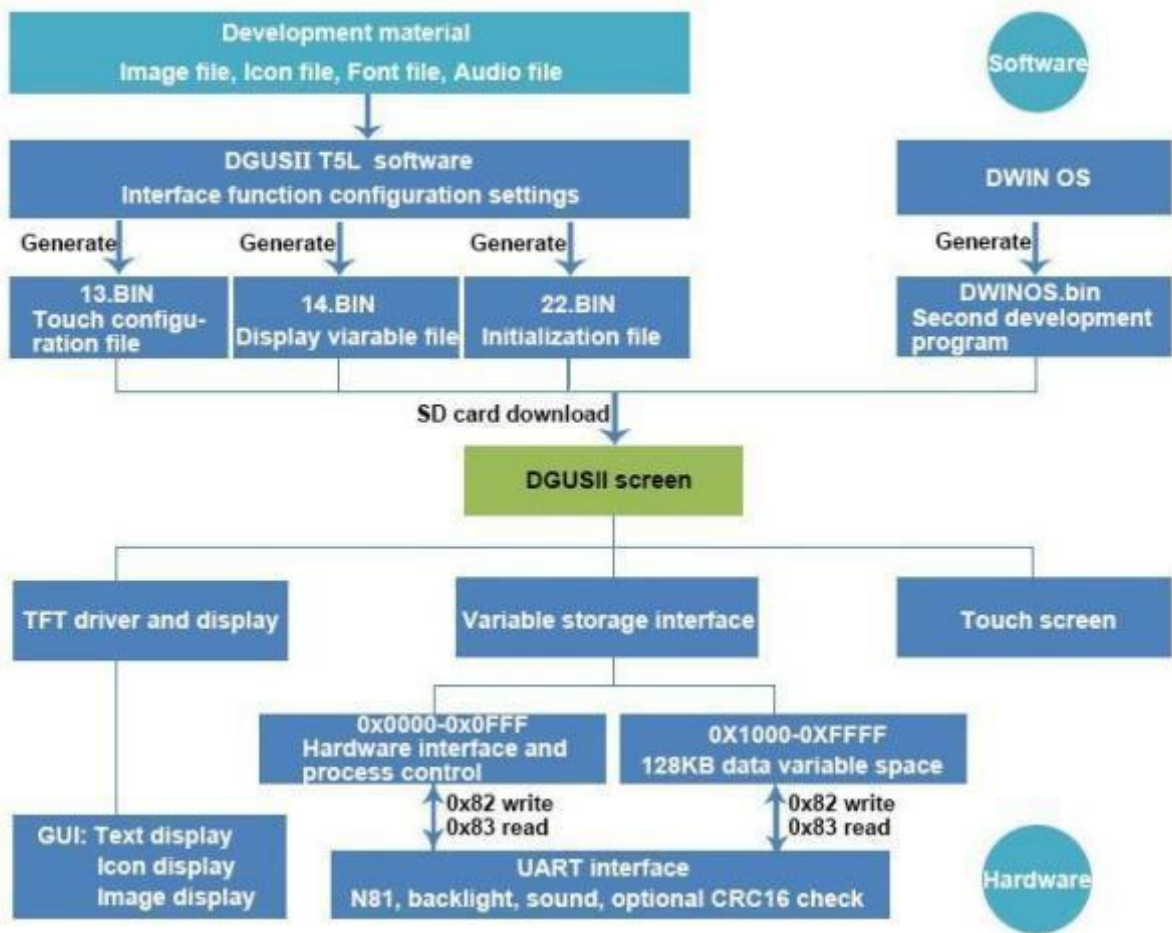 Development material
Image file, Icon file, Font file, Audio file
Software
DGUSII T5L software
Interface function configuration settings
DWIN OS
Generate
Generate
Generate
Generate
13.BIN
Touch configu-
ration file
14.BIN
Display viarable file
22.BIN
Initialization file
DWINOS.bin
Second development
program
SD card download
DGUSII screen
TFT driver and display
Variable storage interface
Touch screen
0x0000-0x0FFF
Hardware interface and
process control
0X1000-0XFFFF
128KB data variable space
0x82 write
0x83 read
0x82 write
0x83 read
GUI: Text display
Icon display
Image display
UART interface
N81, backlight, sound, optional CRC16 check
Hardware